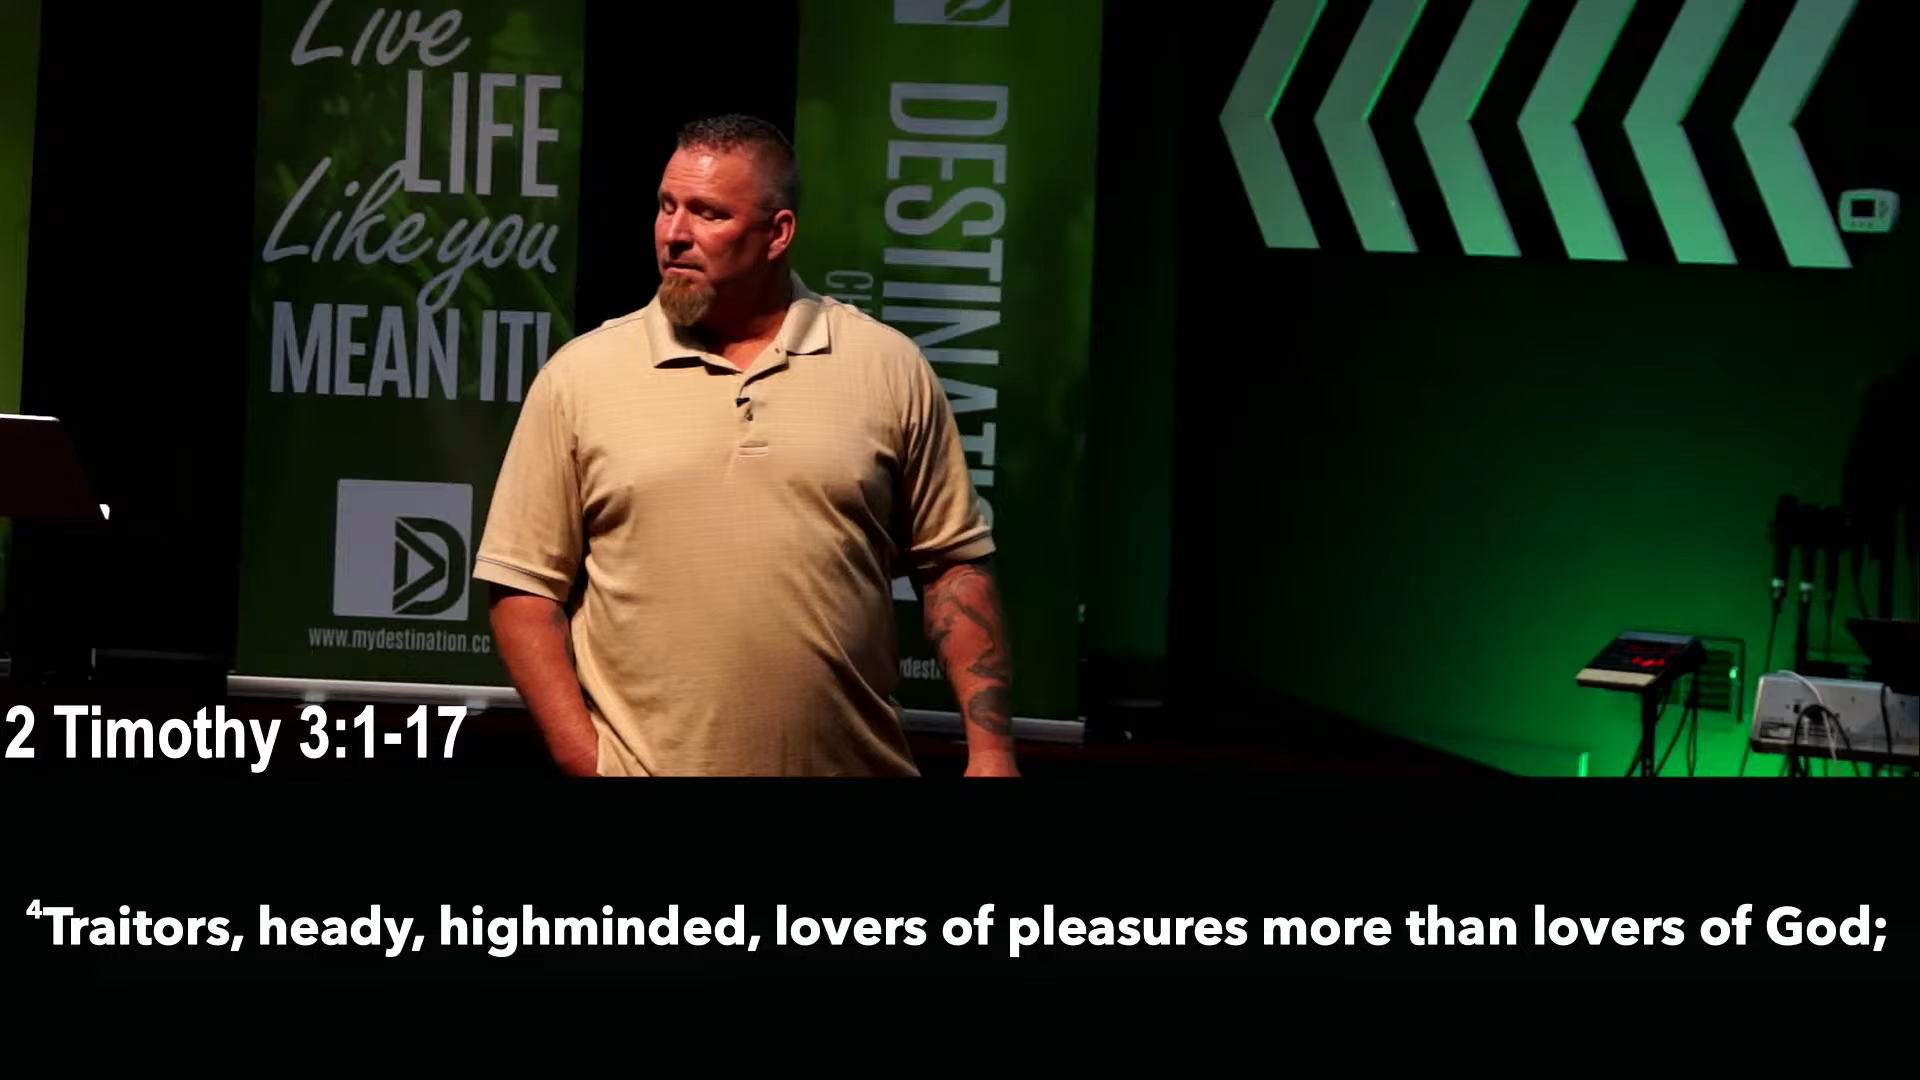 Live
LIFE
Like you
MEAN IT!
www.mydestination.cc
2 Timothy 3:1-17
⁴Traitors, heady, highminded, lovers of pleasures more than lovers of God;